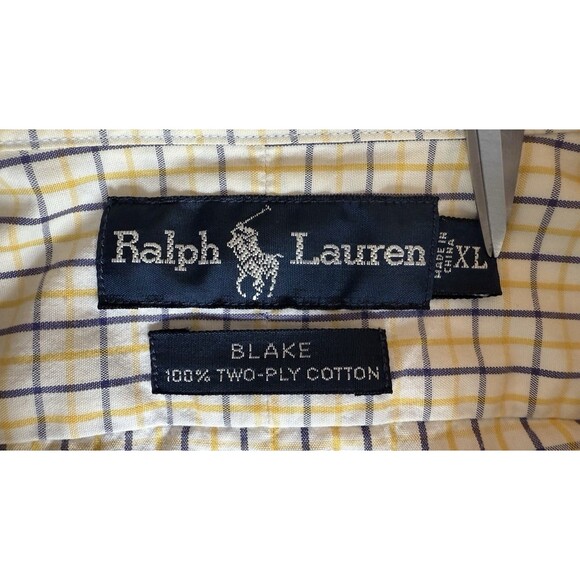 Ralph Lauren
MADE IN
CHINA
XL
BLAKE
100% TWO-PLY COTTON